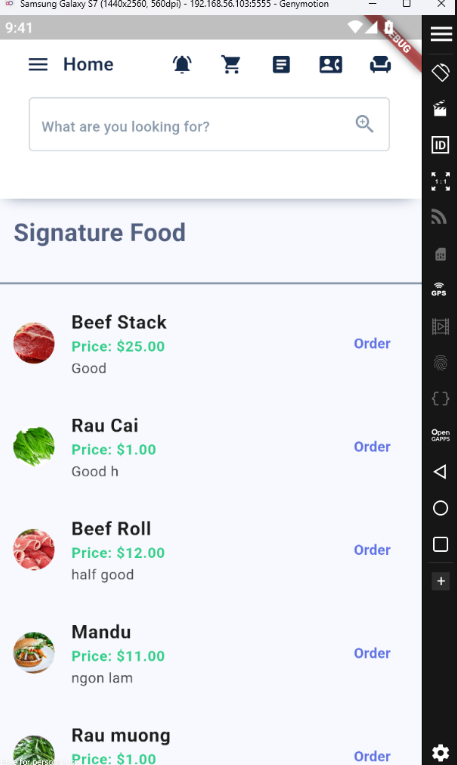 Samsung Galaxy S7 (1440x2560, 560dpi) - 192.168.56.103:5555 - Genymotion
9:41
DEBUG
Home
ID
What are you looking for?
1:1
Signature Food
GPS
Beef Stack
Price: $25.00
Order
Good
Rau Cai
Open
GAPPS
Price: $1.00
Order
Good h
Beef Roll
Price: $12.00
Order
half good
Mandu
Price: $11.00
Order
ngon lam
Rau muong
Price: $1.00
Order